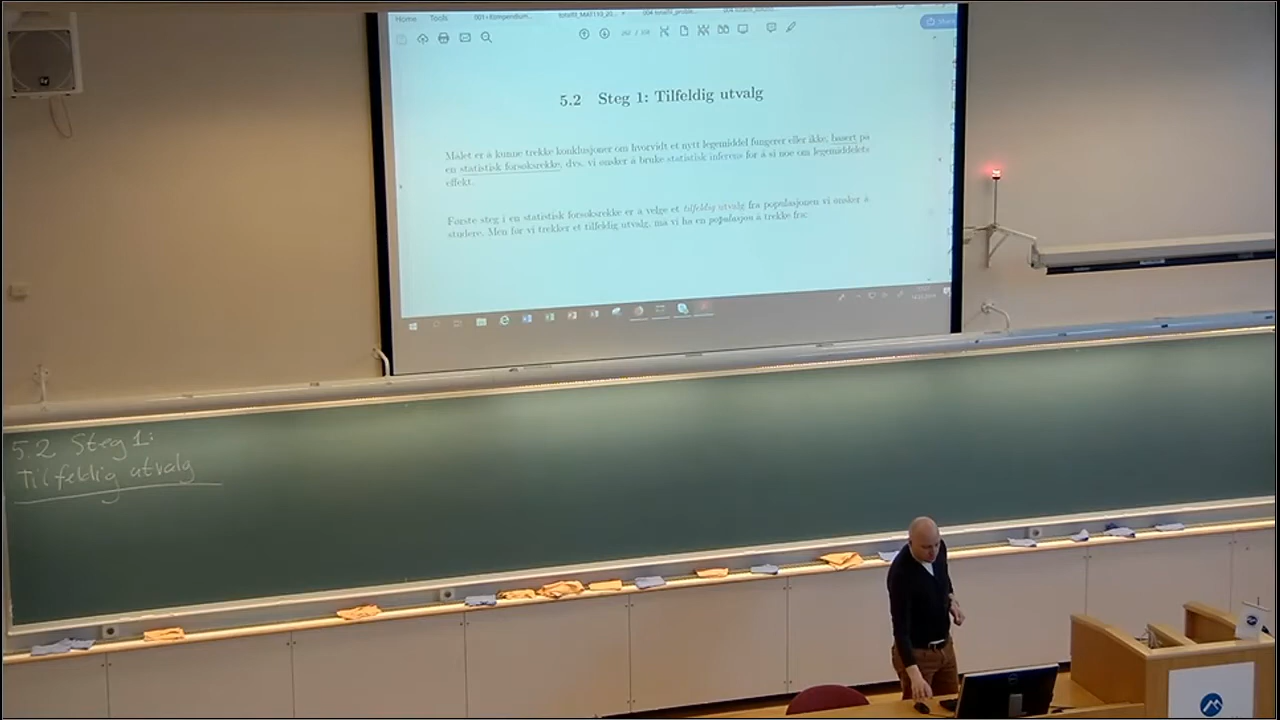 Home Tools
5.2 Steg 1: Tilfeldig utvalg
Målet er å kunne trekke konklusjoner om hvorvidt et nytt legemiddel fungerer eller ikke, basert på
en statistisk forsøksrekke, dvs. vi ønsker å bruke statistisk inferens for å si noe om legemiddelets
effekt.
Første steg i en statistisk forsøksrekke er å velge et tilfeldig utvalg fra populasjonen vi ønsker å
studere. Men før vi trekker et tilfeldig utvalg, må vi ha en populasjon å trekke fra:
5.2 Steg 1:
Tilfeldig utvalg